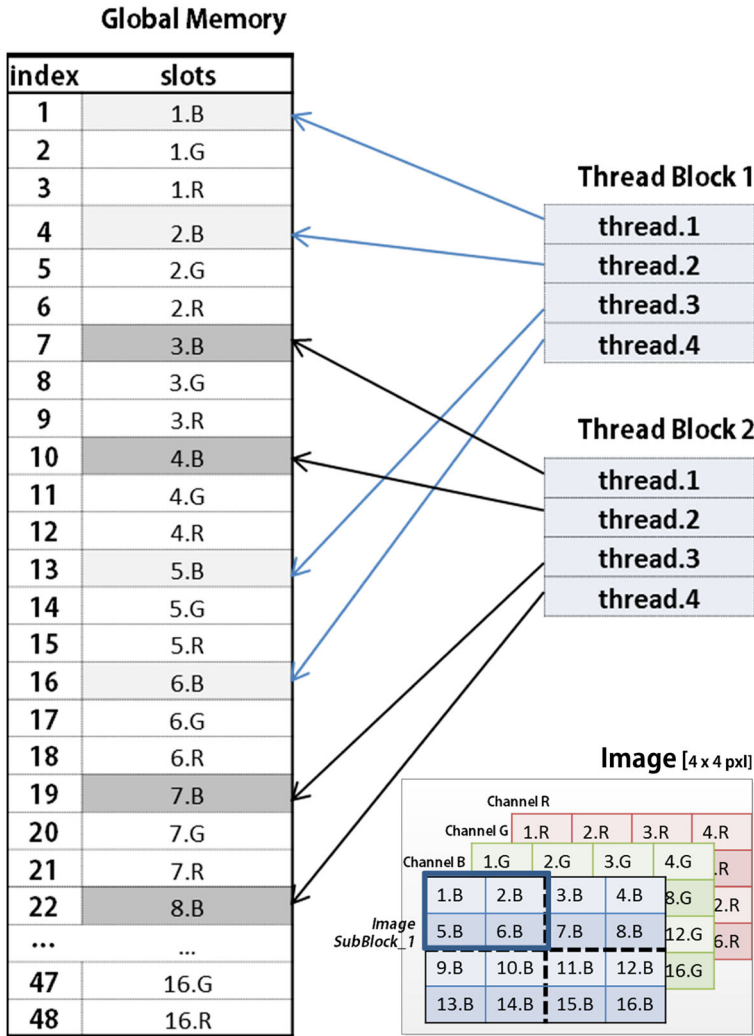 Global Memory
index slots
1 1.B
2 1.G
3 1.R
4 2.B
5 2.G
6 2.R
7 3.B
8 3.G
9 3.R
10 4.B
11 4.G
12 4.R
13 5.B
14 5.G
15 5.R
16 6.B
17 6.G
18 6.R
19 7.B
20 7.G
21 7.R
22 8.B
... ...
47 16.G
48 16.R
Thread Block 1
thread.1
thread.2
thread.3
thread.4
Thread Block 2
thread.1
thread.2
thread.3
thread.4
Image [4 x 4 pxl]
Channel R
1.R 2.R 3.R 4.R
.R
2.R
6.R
Channel G
1.G 2.G 3.G 4.G
8.G
12.G
16.G
Channel B
1.B 2.B 3.B 4.B
5.B 6.B 7.B 8.B
9.B 10.B 11.B 12.B
13.B 14.B 15.B 16.B
Image
SubBlock_1